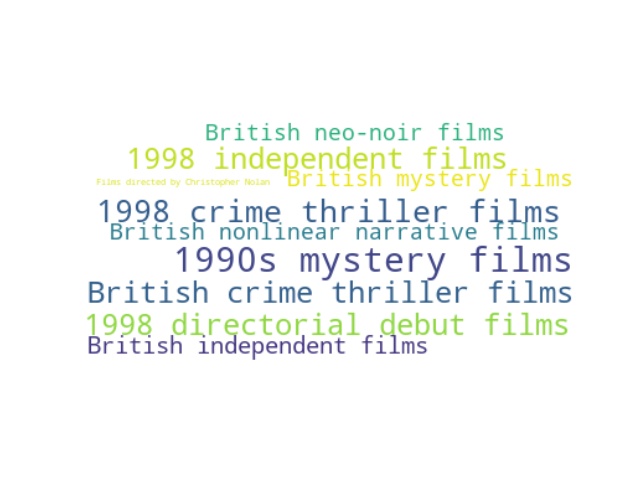 British neo-noir films
1998 independent films
Films directed by Christopher Nolan
British mystery films
1998 crime thriller films
British nonlinear narrative films
1990s mystery films
British crime thriller films
1998 directorial debut films
British independent films